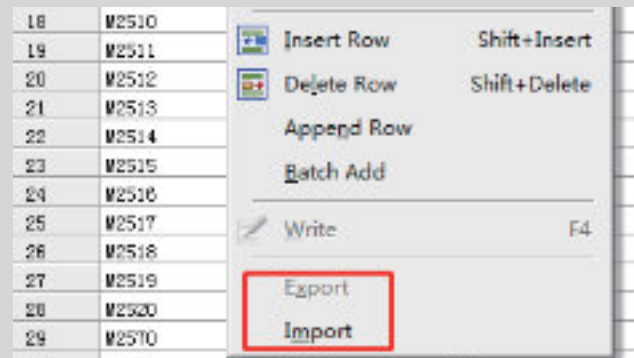 18 M2510
19 M2511
20 M2512
21 M2513
22 M2514
23 M2515
24 M2516
25 M2517
26 M2518
27 M2519
28 M2520
29 M25T0
Insert Row Shift+Insert
Delete Row Shift+Delete
Append Row
Batch Add
Write F4
Export
Import